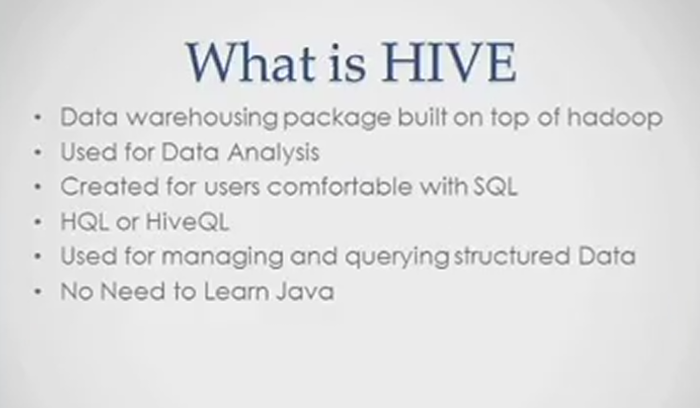 What is HIVE
• Data warehousing package built on top of hadoop
• Used for Data Analysis
• Created for users comfortable with SQL
• HQL or HiveQL
• Used for managing and querying structured Data
• No Need to Learn Java